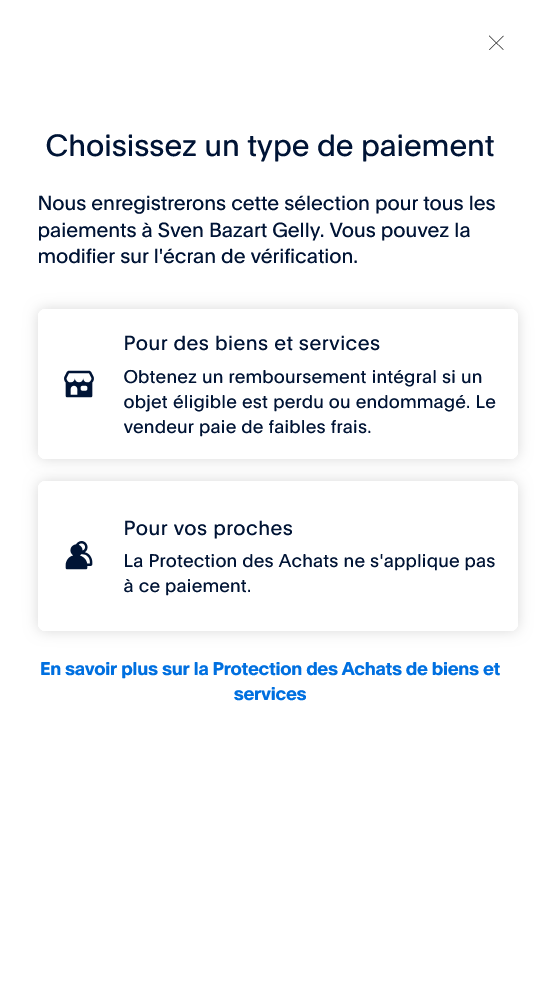 Choisissez un type de paiement
Nous enregistrerons cette sélection pour tous les
paiements à Sven Bazart Gelly. Vous pouvez la
modifier sur l'écran de vérification.
Pour des biens et services
Obtenez un remboursement intégral si un
objet éligible est perdu ou endommagé. Le
vendeur paie de faibles frais.
Pour vos proches
La Protection des Achats ne s'applique pas
à ce paiement.
En savoir plus sur la Protection des Achats de biens et
services